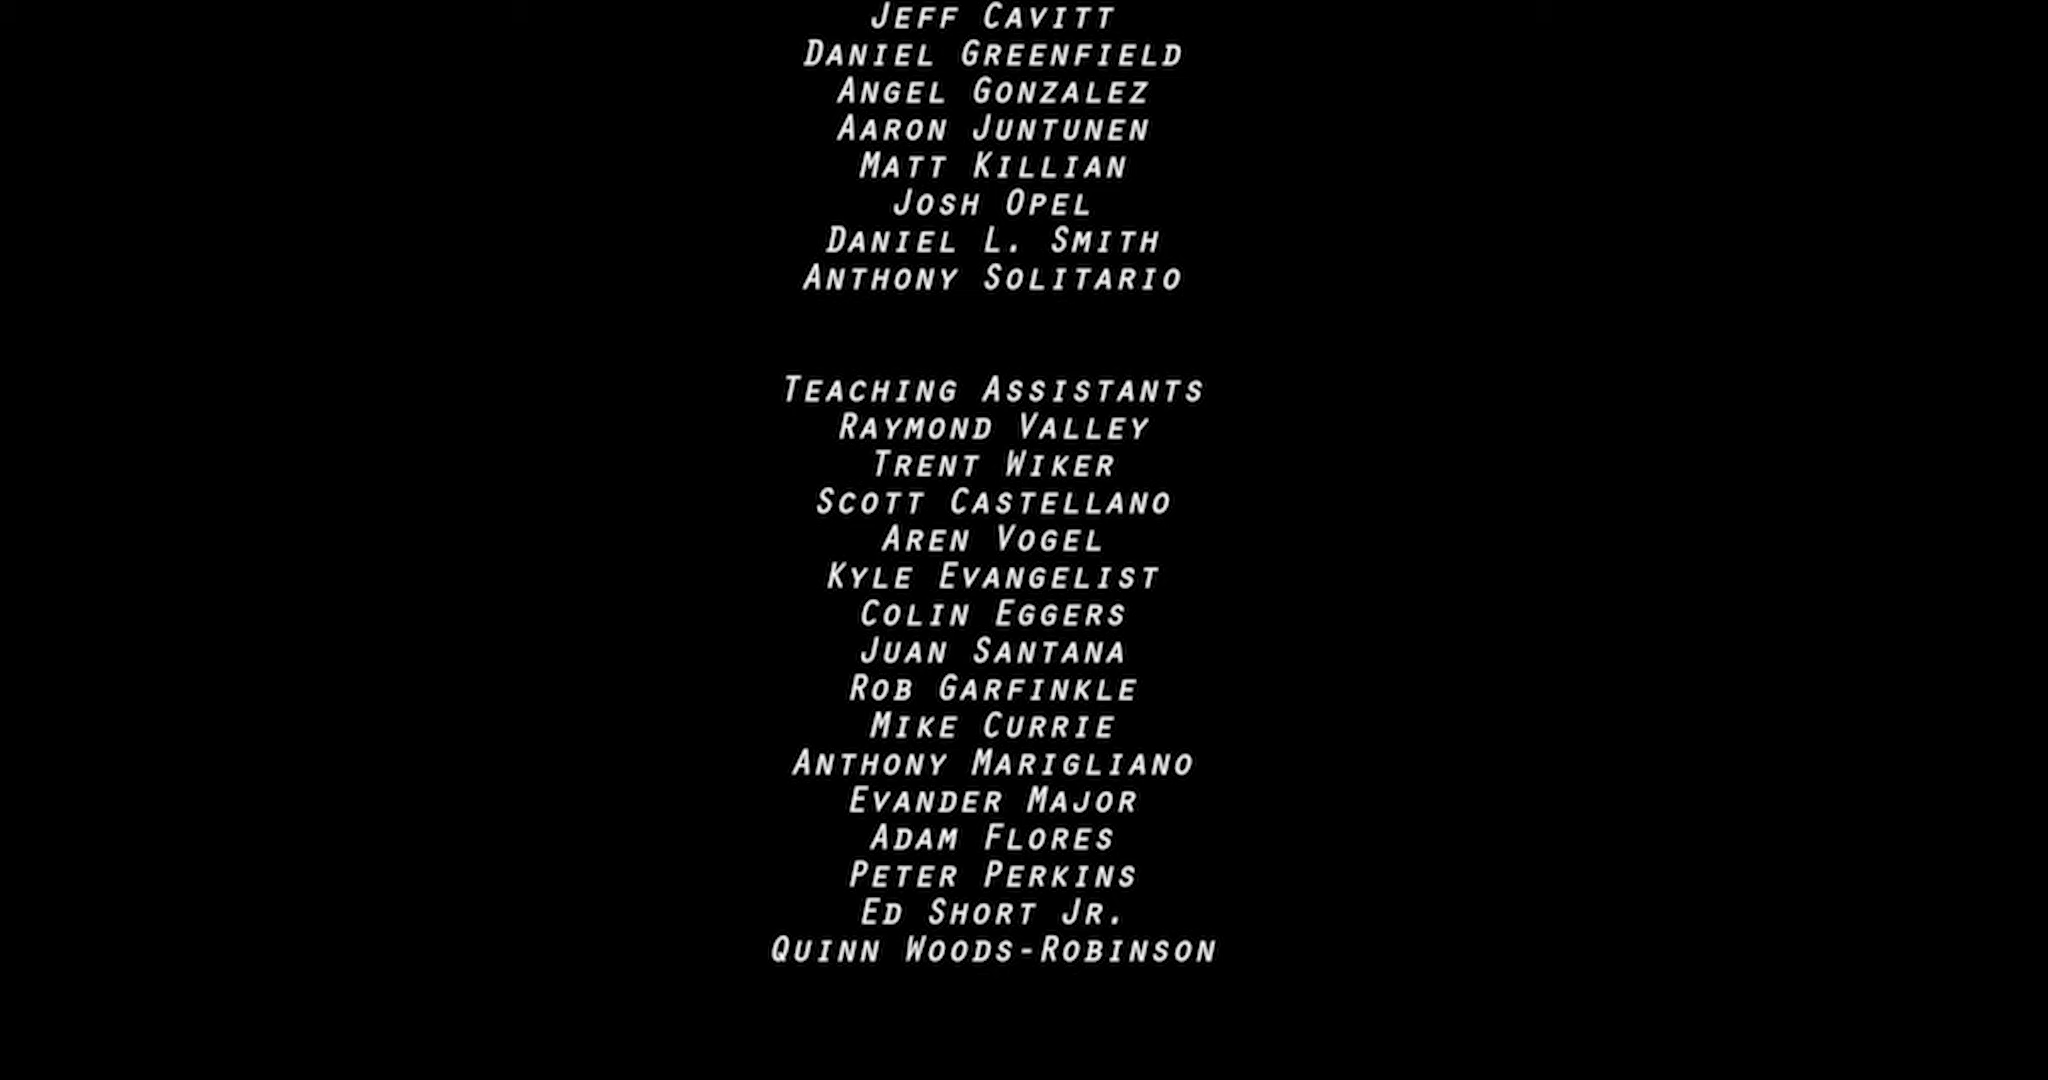 Jeff Cavitt
Daniel Greenfield
Angel Gonzalez
Aaron Juntunen
Matt Killian
Josh Opel
Daniel L. Smith
Anthony Solitario
Teaching Assistants
Raymond Valley
Trent Wiker
Scott Castellano
Aren Vogel
Kyle Evangelist
Colin Eggers
Juan Santana
Rob Garfinkle
Mike Currie
Anthony Marigliano
Evander Major
Adam Flores
Peter Perkins
Ed Short Jr.
Quinn Woods-Robinson